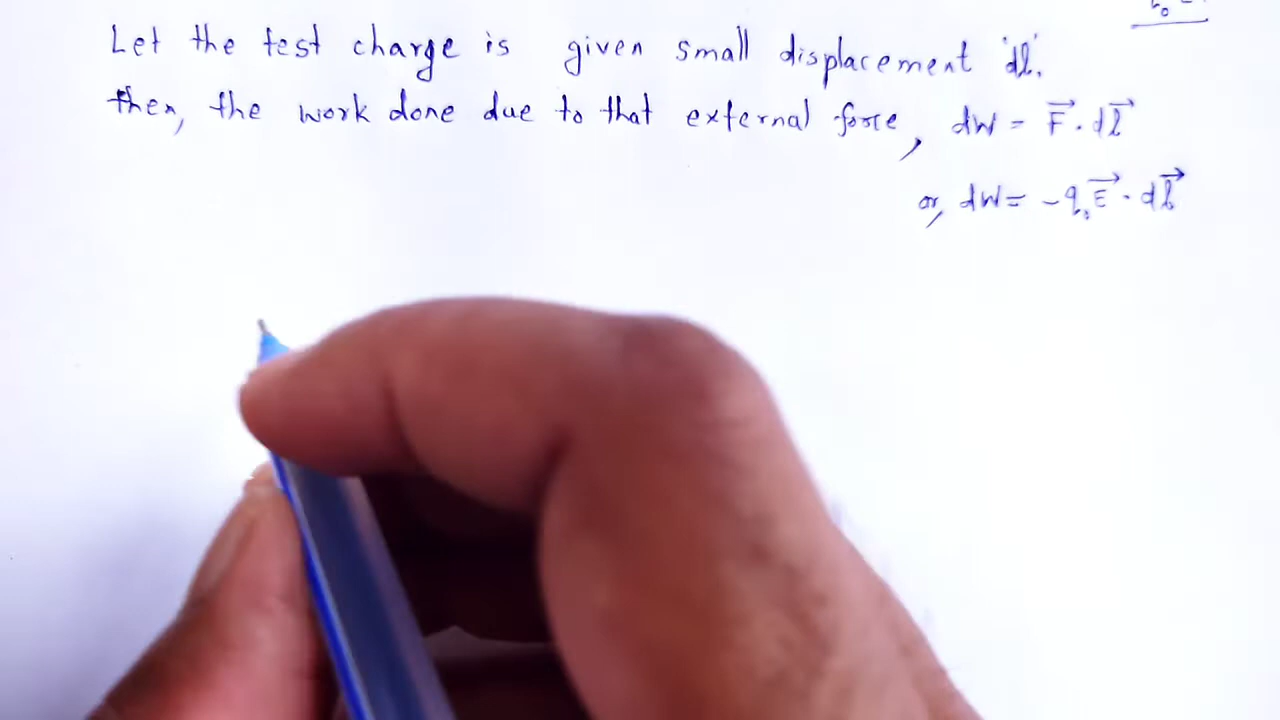 Let the test charge is given small displacement 'dl'.
then, the work done due to that external force, dW = F⃗ . dl⃗
or, dW = -q₀E⃗ . dl⃗